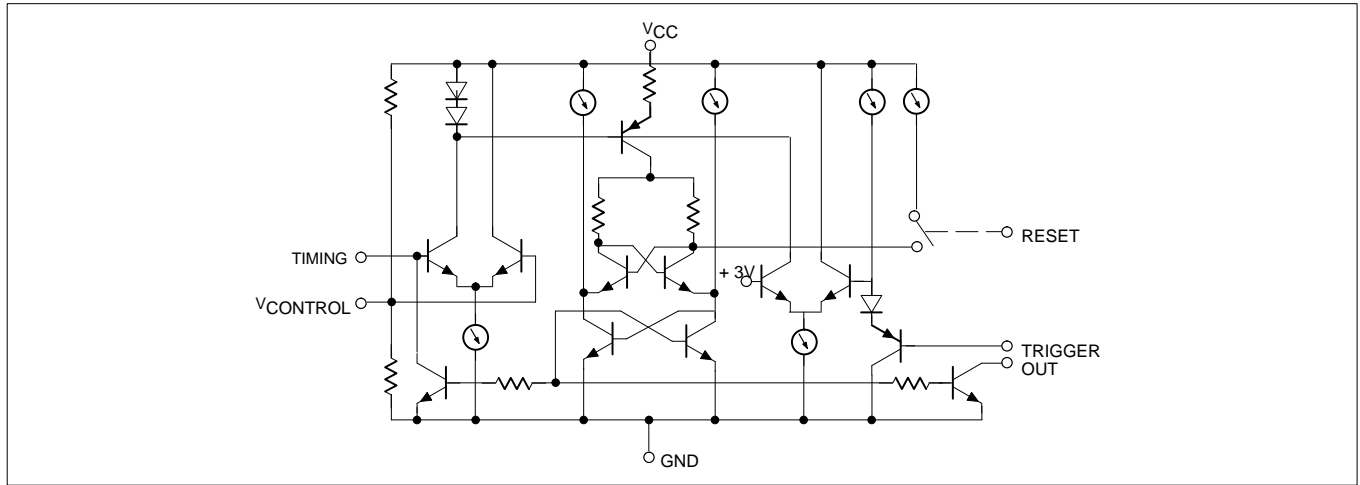 VCC
TIMING
VCONTROL
+ 3V
RESET
TRIGGER
OUT
GND